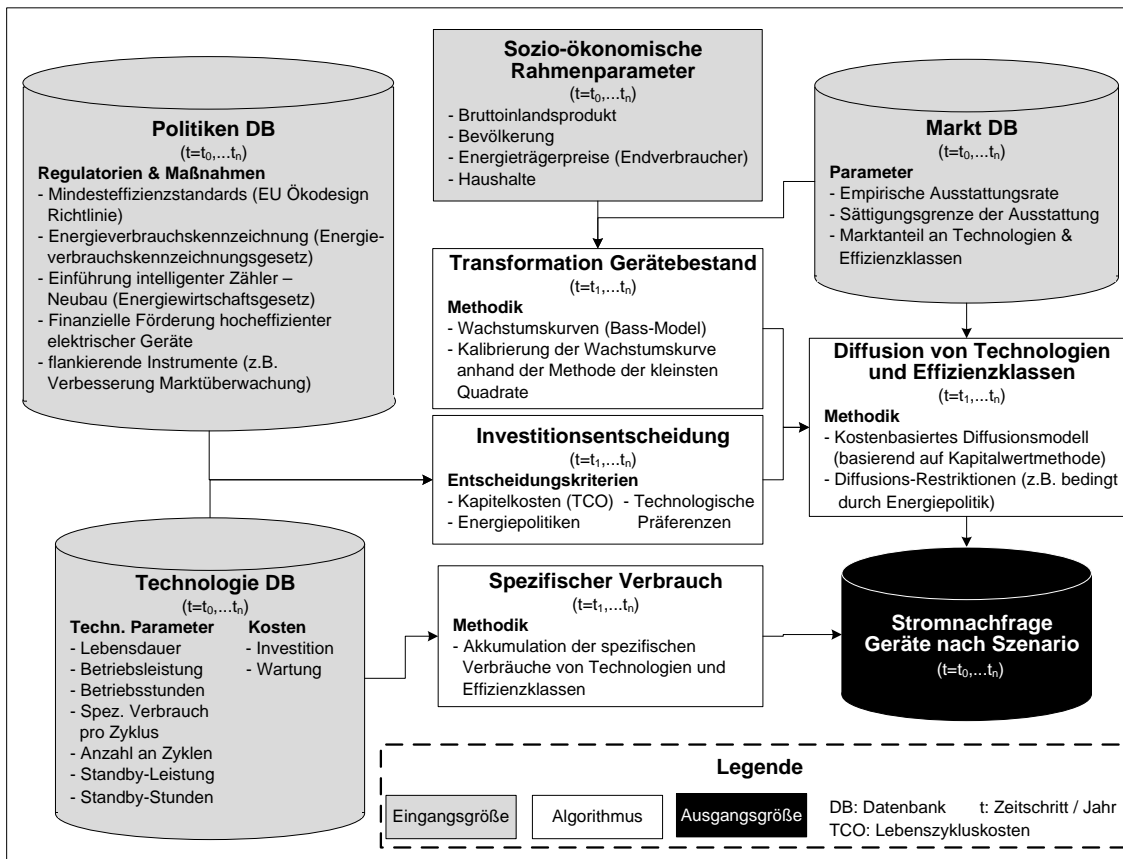 Politiken DB
(t=t₀,...tₙ)
Regulatorien & Maßnahmen
- Mindesteffizienzstandards (EU Ökodesign
Richtlinie)
- Energieverbrauchskennzeichnung (Energie-
verbrauchskennzeichnungsgesetz)
- Einführung intelligenter Zähler –
Neubau (Energiewirtschaftsgesetz)
- Finanzielle Förderung hocheffizienter
elektrischer Geräte
- flankierende Instrumente (z.B.
Verbesserung Marktüberwachung)
Sozio-ökonomische
Rahmenparameter
(t=t₀,...tₙ)
- Bruttoinlandsprodukt
- Bevölkerung
- Energieträgerpreise (Endverbraucher)
- Haushalte
Markt DB
(t=t₀,...tₙ)
Parameter
- Empirische Ausstattungsrate
- Sättigungsgrenze der Ausstattung
- Marktanteil an Technologien &
Effizienzklassen
Transformation Gerätebestand
(t=t₁,...tₙ)
Methodik
- Wachstumskurven (Bass-Model)
- Kalibrierung der Wachstumskurve
anhand der Methode der kleinsten
Quadrate
Diffusion von Technologien
und Effizienzklassen
(t=t₁,...tₙ)
Methodik
- Kostenbasiertes Diffusionsmodell
(basierend auf Kapitalwertmethode)
- Diffusions-Restriktionen (z.B. bedingt
durch Energiepolitik)
Investitionsentscheidung
(t=t₁,...tₙ)
Entscheidungskriterien
- Kapitelkosten (TCO) - Technologische
- Energiepolitiken Präferenzen
Technologie DB
(t=t₀,...tₙ)
Techn. Parameter Kosten
- Lebensdauer - Investition
- Betriebsleistung - Wartung
- Betriebsstunden
- Spez. Verbrauch
pro Zyklus
- Anzahl an Zyklen
- Standby-Leistung
- Standby-Stunden
Spezifischer Verbrauch
(t=t₁,...tₙ)
Methodik
- Akkumulation der spezifischen
Verbräuche von Technologien und
Effizienzklassen
Stromnachfrage
Geräte nach Szenario
(t=t₀,...tₙ)
Legende
Eingangsgröße Algorithmus Ausgangsgröße
DB: Datenbank t: Zeitschritt / Jahr
TCO: Lebenszykluskosten